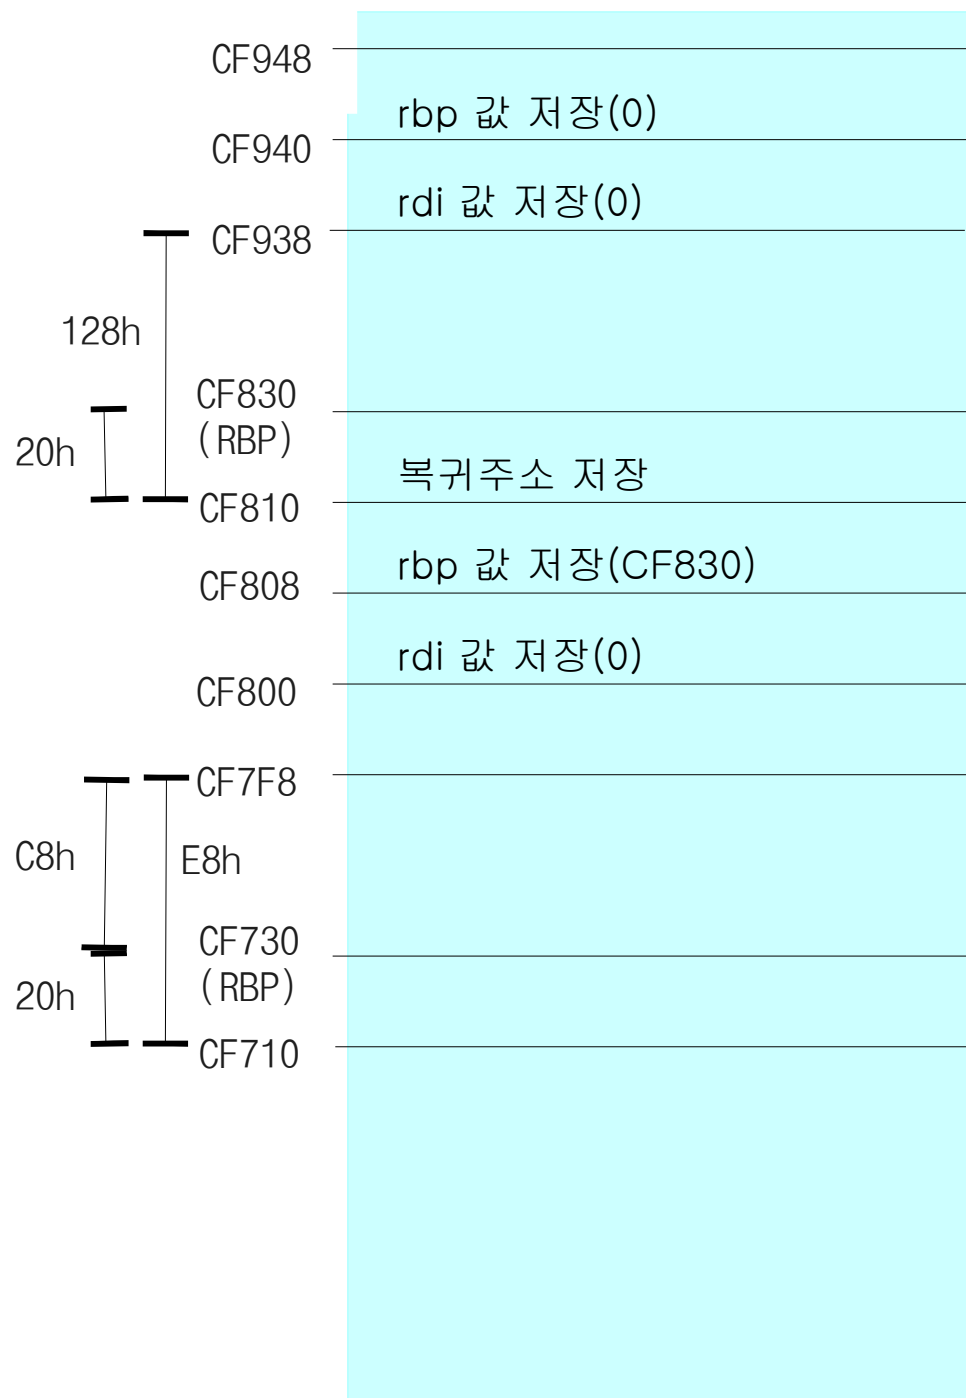 CF948
rbp 값 저장(0)
CF940
rdi 값 저장(0)
CF938
128h
CF830
(RBP)
20h
복귀주소 저장
CF810
rbp 값 저장(CF830)
CF808
rdi 값 저장(0)
CF800
CF7F8
C8h
E8h
CF730
(RBP)
20h
CF710